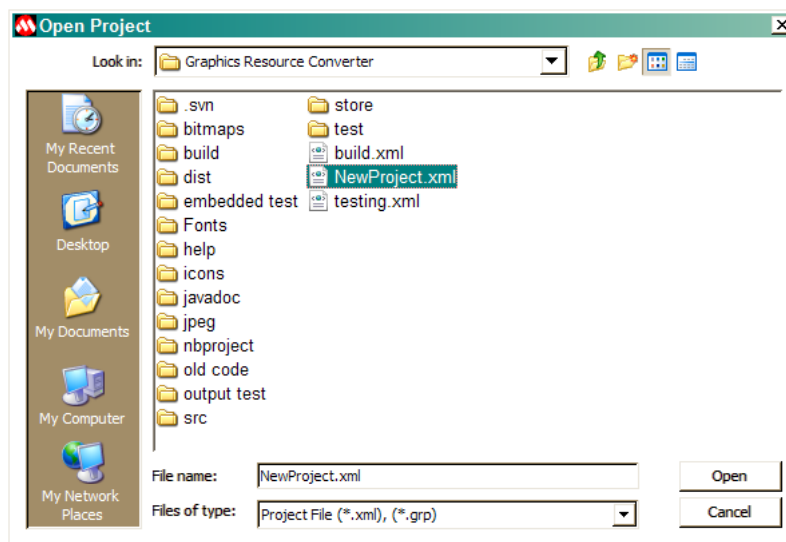 Open Project
Look in: Graphics Resource Converter
My Recent
Documents
Desktop
My Documents
My Computer
My Network
Places
.svn
bitmaps
build
dist
embedded test
Fonts
help
icons
javadoc
jpeg
nbproject
old code
output test
src
store
test
build.xml
NewProject.xml
testing.xml
File name: NewProject.xml Open
Files of type: Project File (*.xml), (*.grp) Cancel